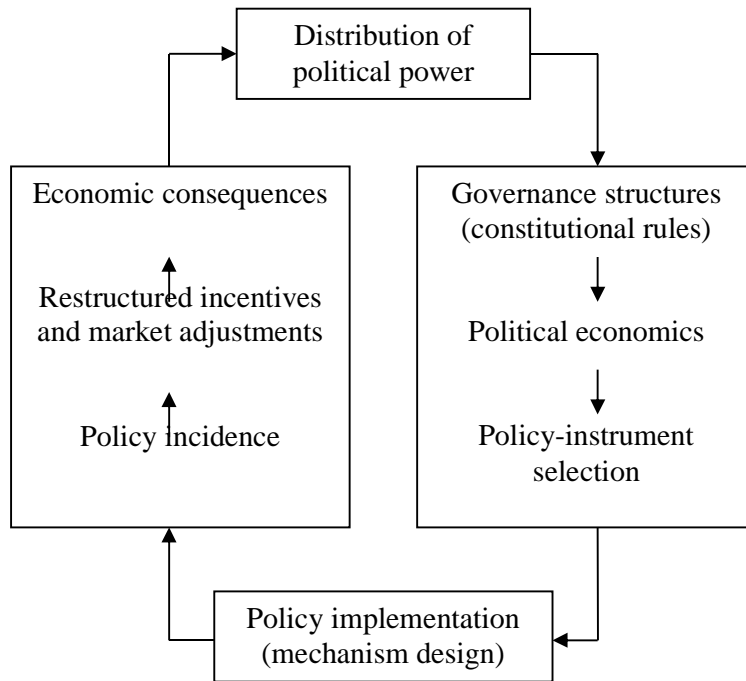 Distribution of
political power
Economic consequences
Restructured incentives
and market adjustments
Policy incidence
Governance structures
(constitutional rules)
Political economics
Policy-instrument
selection
Policy implementation
(mechanism design)